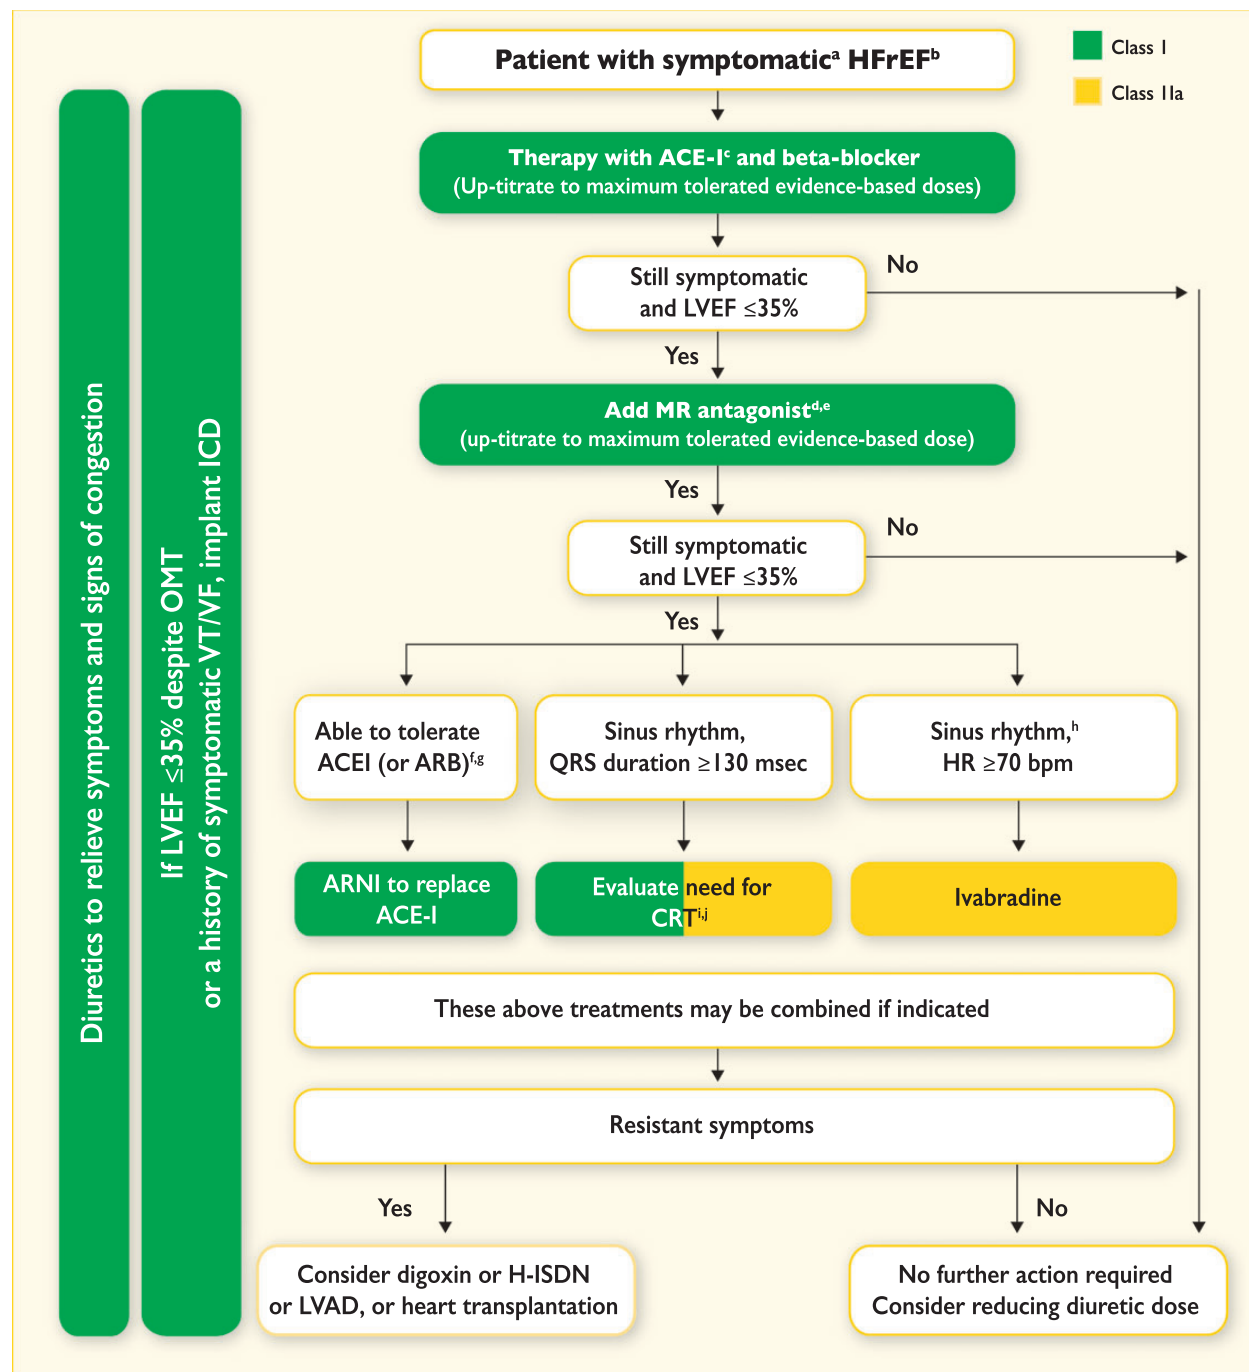 Patient with symptomaticᵃ HFrEFᵇ
Class I
Class IIa
Diuretics to relieve symptoms and signs of congestion
If LVEF ≤35% despite OMT
or a history of symptomatic VT/VF, implant ICD
Therapy with ACE-Iᶜ and beta-blocker
(Up-titrate to maximum tolerated evidence-based doses)
Still symptomatic
and LVEF ≤35%
No
Yes
Add MR antagonistᵈ,ᵉ
(up-titrate to maximum tolerated evidence-based dose)
Yes
Still symptomatic
and LVEF ≤35%
No
Yes
Able to tolerate
ACEI (or ARB)ᶠ,ᵍ
Sinus rhythm,
QRS duration ≥130 msec
Sinus rhythm,ʰ
HR ≥70 bpm
ARNI to replace
ACE-I
Evaluate need for
CRTⁱ,ʲ
Ivabradine
These above treatments may be combined if indicated
Resistant symptoms
Yes
No
Consider digoxin or H-ISDN
or LVAD, or heart transplantation
No further action required
Consider reducing diuretic dose